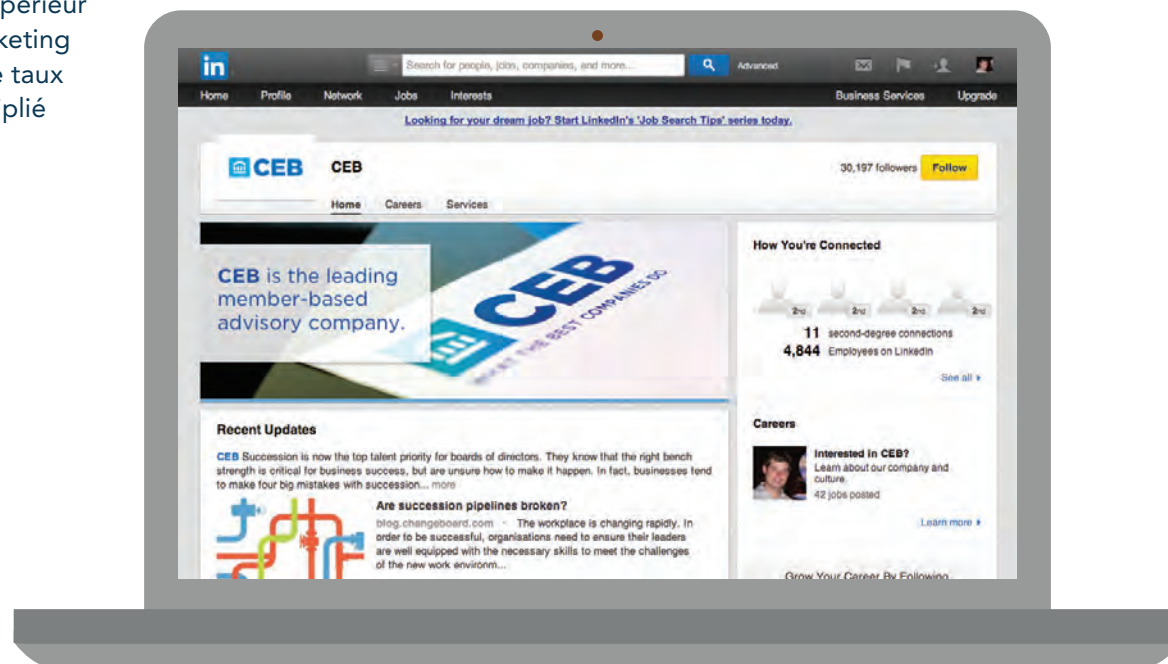 périeur
keting
e taux
iplié
in
Search for people, jobs, companies, and more...
Advanced
Home Profile Network Jobs Interests
Business Services Upgrade
Looking for your dream job? Start LinkedIn's 'Job Search Tips' series today.
CEB
CEB
30,197 followers Follow
Home Careers Services
CEB is the leading
member-based
advisory company.
CEB
WHAT THE BEST COMPANIES DO
How You're Connected
2nd 2nd 2nd 2nd
11 second-degree connections
4,844 Employees on LinkedIn
See all
Recent Updates
CEB Succession is now the top talent priority for boards of directors. They know that the right bench
strength is critical for business success, but are unsure how to make it happen. In fact, businesses tend
to make four big mistakes with succession... more
Are succession pipelines broken?
blog.changeboard.com · The workplace is changing rapidly. In
order to be successful, organisations need to ensure their leaders
are well equipped with the necessary skills to meet the challenges
of the new work environm...
Careers
Interested in CEB?
Learn about our company and
culture.
42 jobs posted
Learn more
Grow Your Career By Following